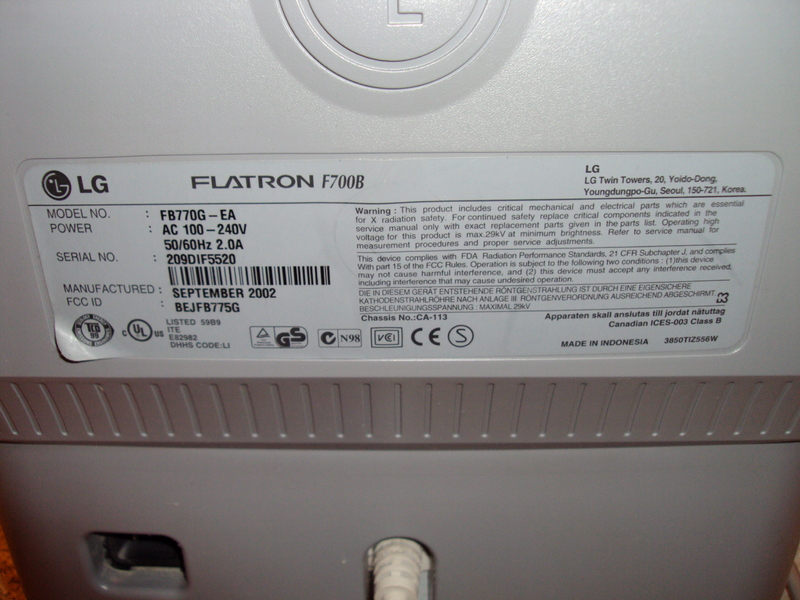 LG
LG FLATRON F700B
LG
LG Twin Towers, 20, Yoido-Dong,
Youngdungpo-Gu, Seoul, 150-721, Korea.
MODEL NO. : FB770G-EA
POWER : AC 100-240V
50/60Hz 2.0A
SERIAL NO. : 209DIF5520
MANUFACTURED : SEPTEMBER 2002
FCC ID : BEJFB775G
Warning : This product includes critical mechanical and electrical parts which are essential
for X radiation safety. For continued safety replace critical components indicated in the
service manual only with exact replacement parts given in the parts list. Operating high
voltage for this product is max.29kV at minimum brightness. Refer to service manual for
measurement procedures and proper service adjustments.
This device complies with FDA Radiation Performance Standards, 21 CFR Subchapter J, and complies
With part 15 of the FCC Rules. Operation is subject to the following two conditions : (1)this device
may not cause harmful interference, and (2) this device must accept any interference received,
including interference that may cause undesired operation.
DIE IN DIESEM GERÄT ENTSTEHENDE RÖNTGENSTRAHLUNG IST DURCH EINE EIGENSICHERE
KATHODENSTRAHLRÖHRE NACH ANLAGE III RÖNTGENVERORDNUNG AUSREICHEND ABGESCHIRMT.
BESCHLEUNIGUNGSSPANNUNG : MAXIMAL 29kV
Chassis No.:CA-113
Apparaten skall anslutas till jordat nätuttag
Canadian ICES-003 Class B
TCO 99
c UL us
LISTED 59B9
ITE
E82982
DHHS CODE:LI
GS
N98
VCI
CE
S
MADE IN INDONESIA 3850TIZ556W